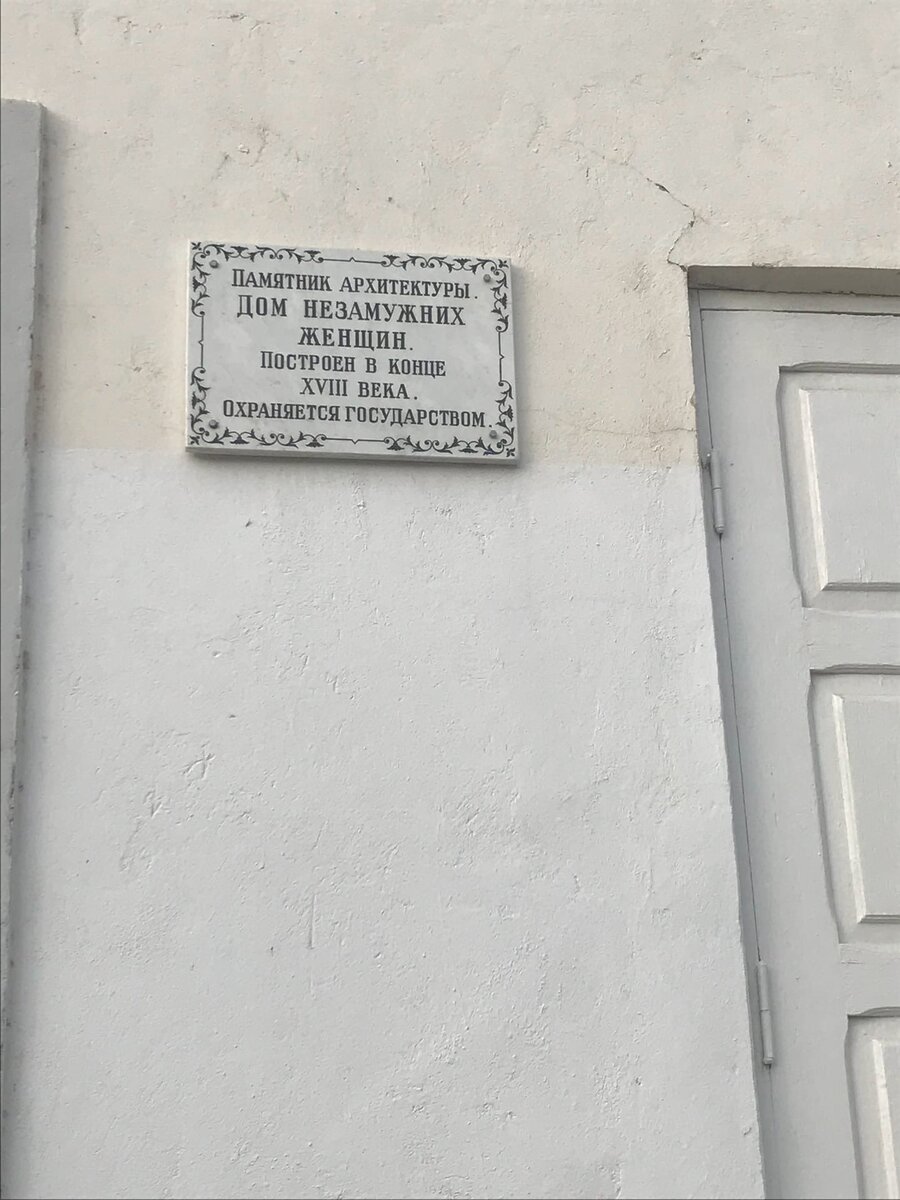 Памятник архитектуры.
Дом незамужних
женщин.
Построен в конце
XVIII века.
Охраняется государством.